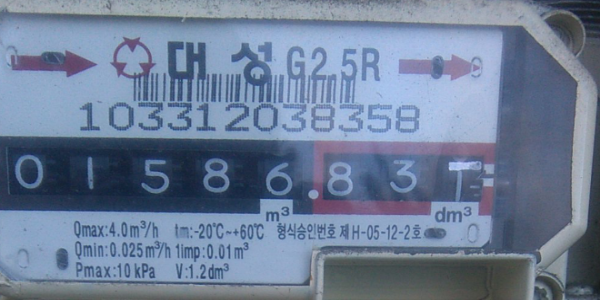 대성 G2.5R
103312038358
01586.831
m³ dm³
Qmax:4.0m³/h tm:-20℃~+60℃ 형식승인번호 제H-05-12-2호
Qmin:0.025m³/h 1imp:0.01m³
Pmax:10 kPa V:1.2dm³